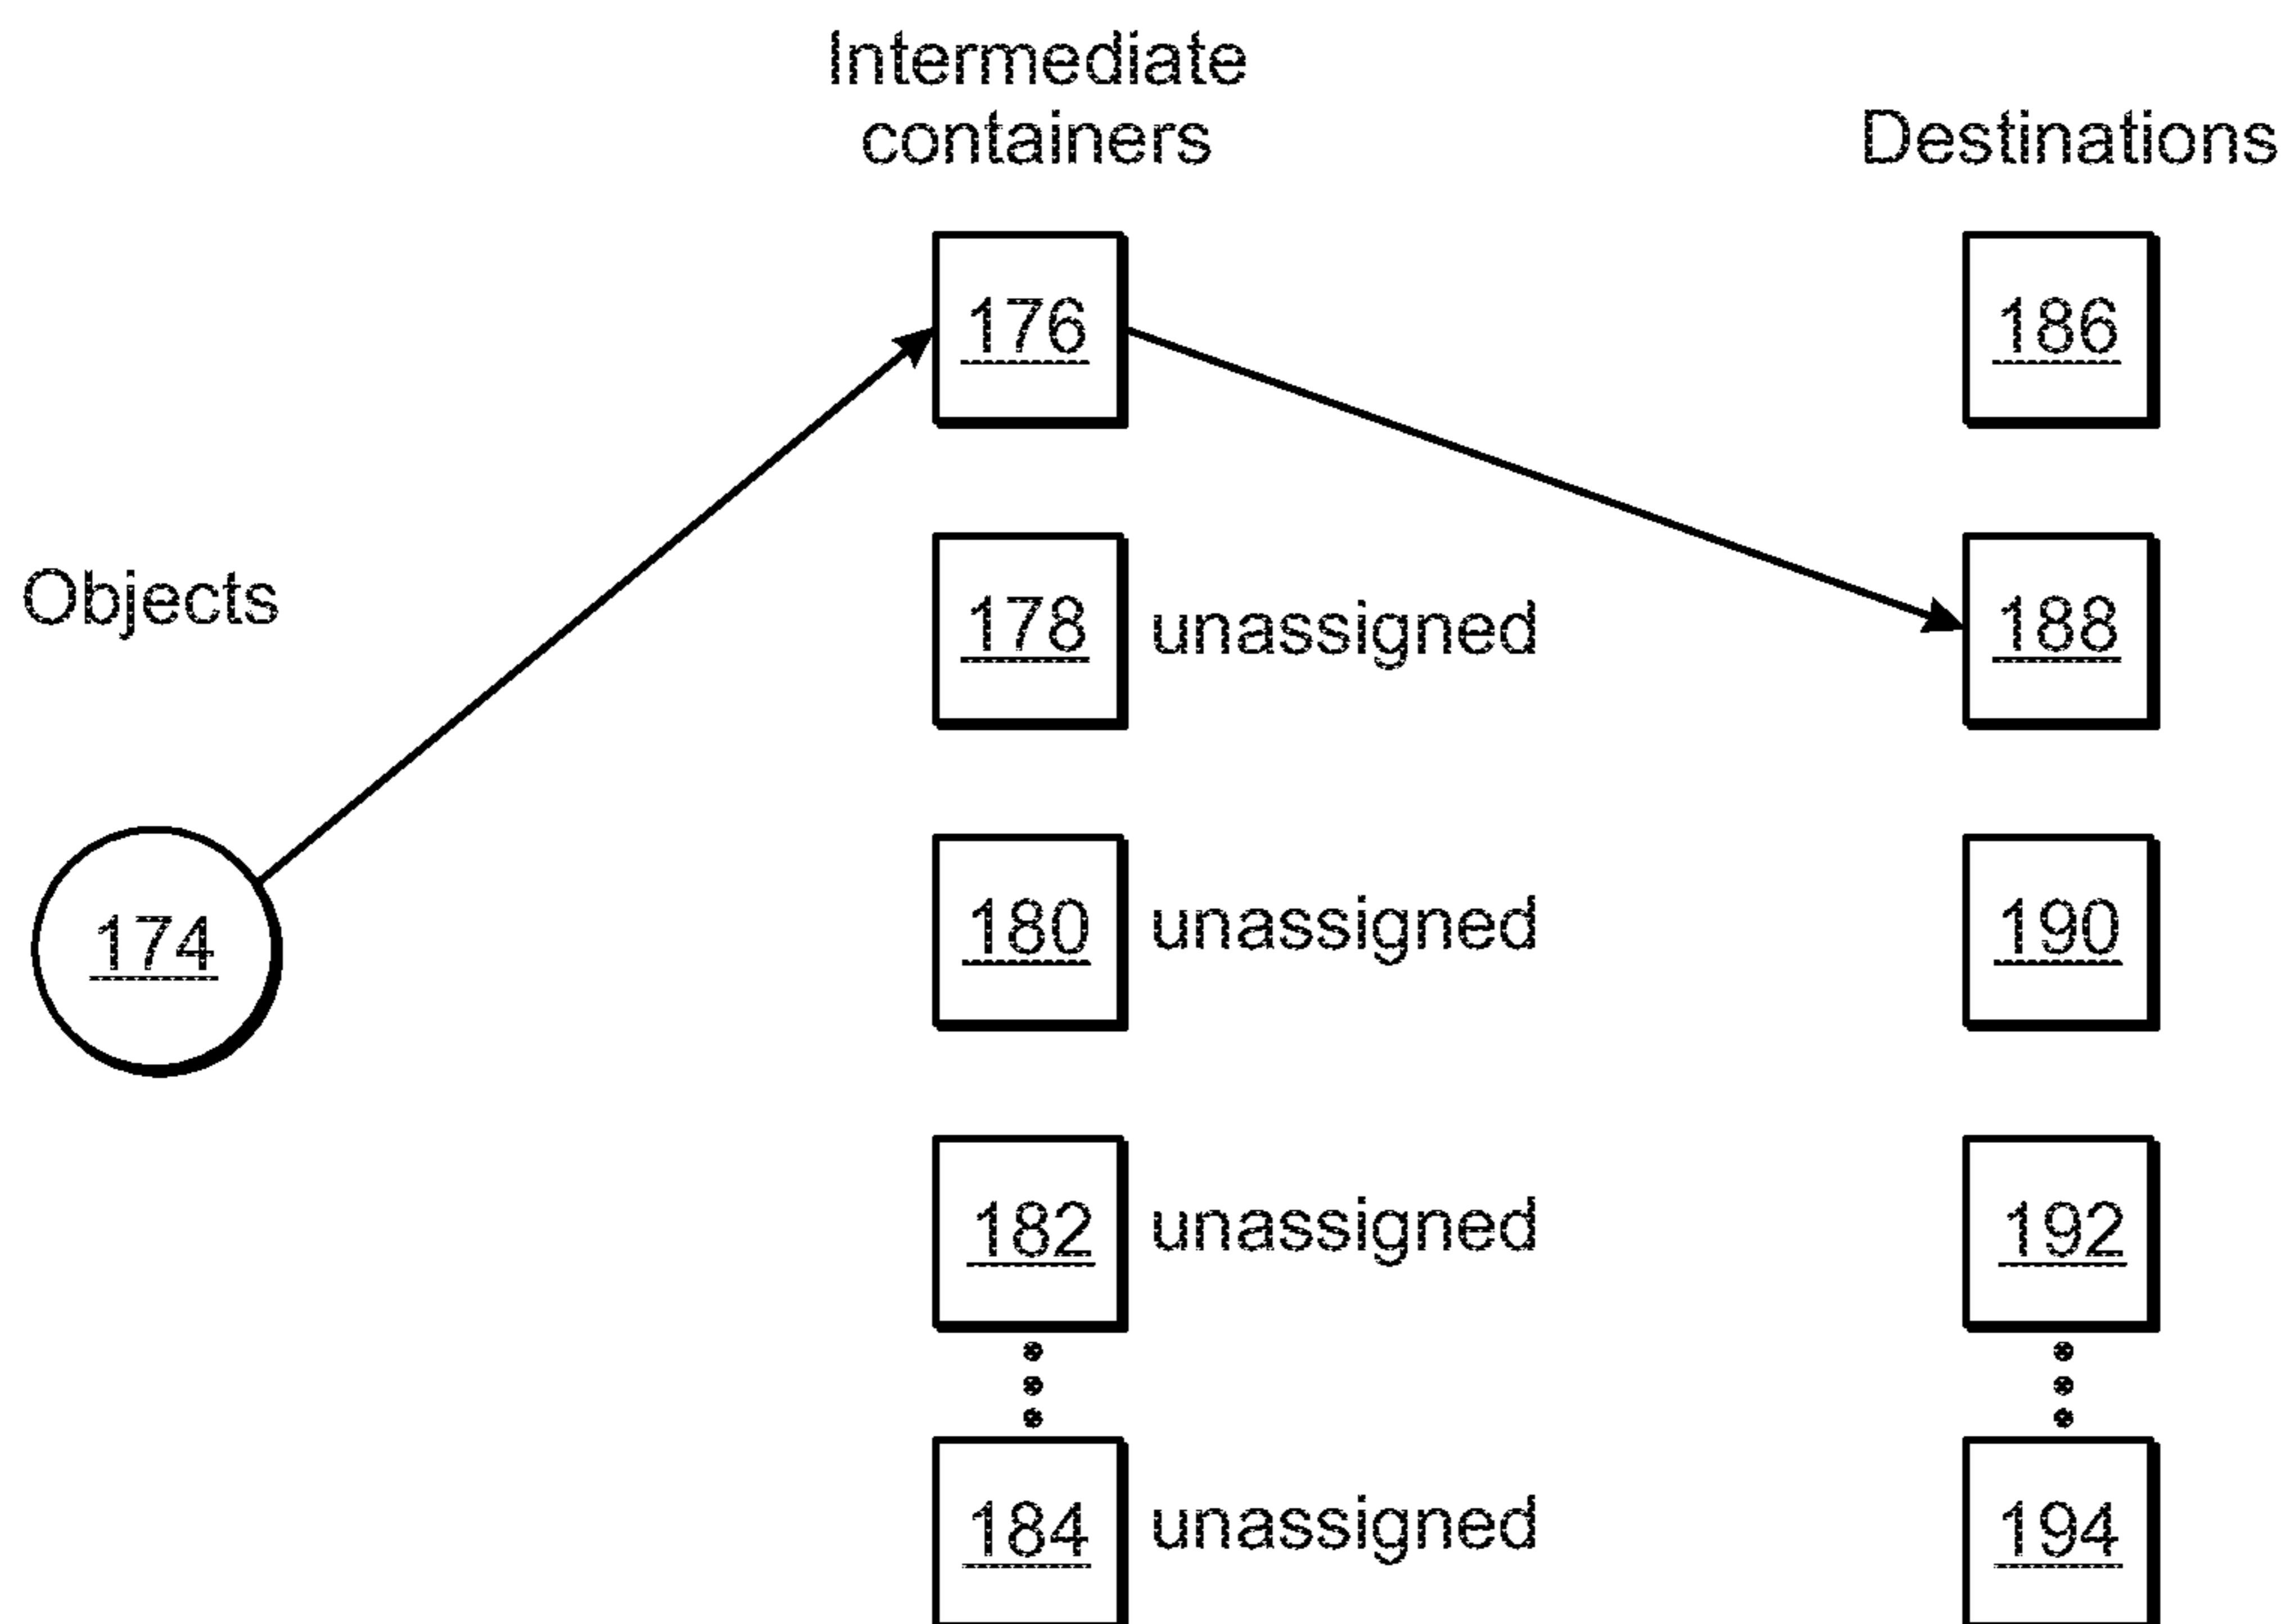 Intermediate
containers
Destinations
176
186
Objects
178 unassigned
188
174
180 unassigned
190
182 unassigned
192
184 unassigned
194